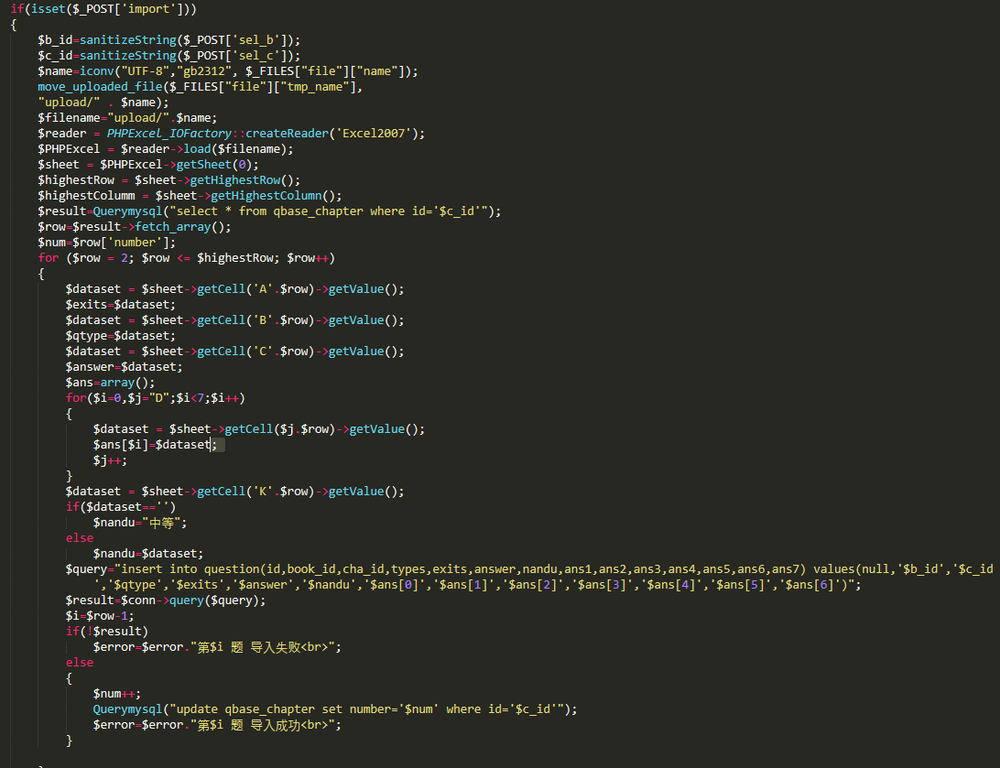 if(isset($_POST['import']))
{
$b_id=sanitizeString($_POST['sel_b']);
$c_id=sanitizeString($_POST['sel_c']);
$name=iconv("UTF-8","gb2312", $_FILES["file"]["name"]);
move_uploaded_file($_FILES["file"]["tmp_name"],
"upload/" . $name);
$filename="upload/".$name;
$reader = PHPExcel_IOFactory::createReader('Excel2007');
$PHPExcel = $reader->load($filename);
$sheet = $PHPExcel->getSheet(0);
$highestRow = $sheet->getHighestRow();
$highestColumm = $sheet->getHighestColumn();
$result=Querymysql("select * from qbase_chapter where id='$c_id'");
$row=$result->fetch_array();
$num=$row['number'];
for ($row = 2; $row <= $highestRow; $row++)
{
$dataset = $sheet->getCell('A'.$row)->getValue();
$exits=$dataset;
$dataset = $sheet->getCell('B'.$row)->getValue();
$qtype=$dataset;
$dataset = $sheet->getCell('C'.$row)->getValue();
$answer=$dataset;
$ans=array();
for($i=0,$j="D";$i<7;$i++)
{
$dataset = $sheet->getCell($j.$row)->getValue();
$ans[$i]=$dataset;
$j++;
}
$dataset = $sheet->getCell('K'.$row)->getValue();
if($dataset=='')
$nandu="中等";
else
$nandu=$dataset;
$query="insert into question(id,book_id,cha_id,types,exits,answer,nandu,ans1,ans2,ans3,ans4,ans5,ans6,ans7) values(null,'$b_id','$c_id
','$qtype','$exits','$answer','$nandu','$ans[0]','$ans[1]','$ans[2]','$ans[3]','$ans[4]','$ans[5]','$ans[6]')";
$result=$conn->query($query);
$i=$row-1;
if(!$result)
$error=$error."第$i 题 导入失败<br>";
else
{
$num++;
Querymysql("update qbase_chapter set number='$num' where id='$c_id'");
$error=$error."第$i 题 导入成功<br>";
}